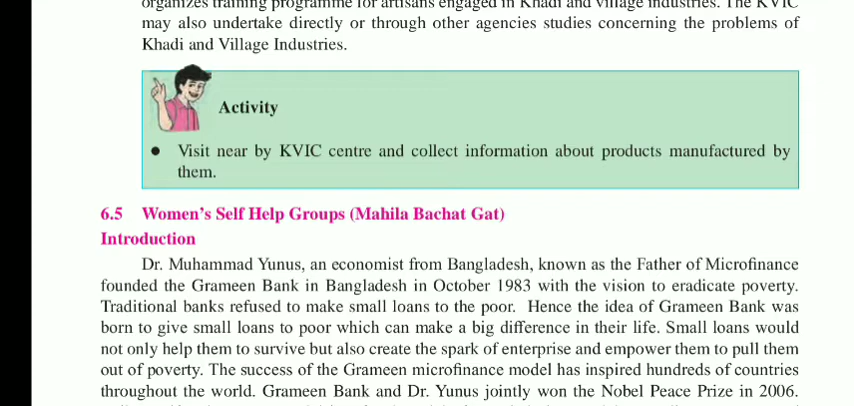 organizes training programme for artisans engaged in Khadi and village industries. The KVIC
may also undertake directly or through other agencies studies concerning the problems of
Khadi and Village Industries.
Activity
● Visit near by KVIC centre and collect information about products manufactured by
them.
6.5 Women's Self Help Groups (Mahila Bachat Gat)
Introduction
Dr. Muhammad Yunus, an economist from Bangladesh, known as the Father of Microfinance
founded the Grameen Bank in Bangladesh in October 1983 with the vision to eradicate poverty.
Traditional banks refused to make small loans to the poor. Hence the idea of Grameen Bank was
born to give small loans to poor which can make a big difference in their life. Small loans would
not only help them to survive but also create the spark of enterprise and empower them to pull them
out of poverty. The success of the Grameen microfinance model has inspired hundreds of countries
throughout the world. Grameen Bank and Dr. Yunus jointly won the Nobel Peace Prize in 2006.